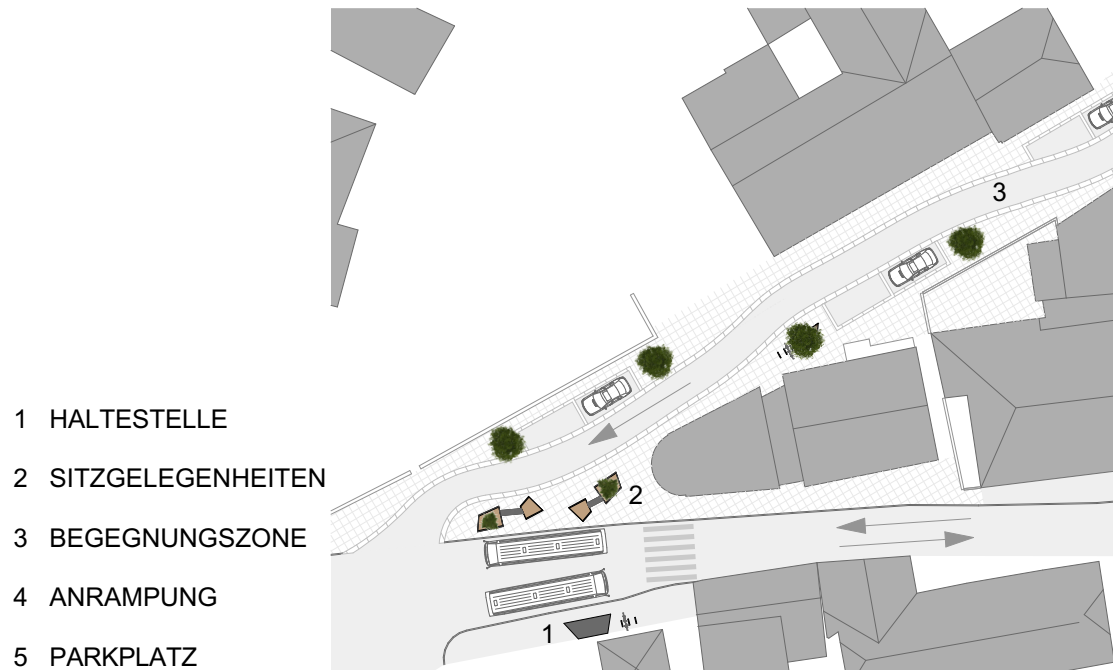 3
2
1
1 HALTESTELLE
2 SITZGELEGENHEITEN
3 BEGEGNUNGSZONE
4 ANRAMPUNG
5 PARKPLATZ